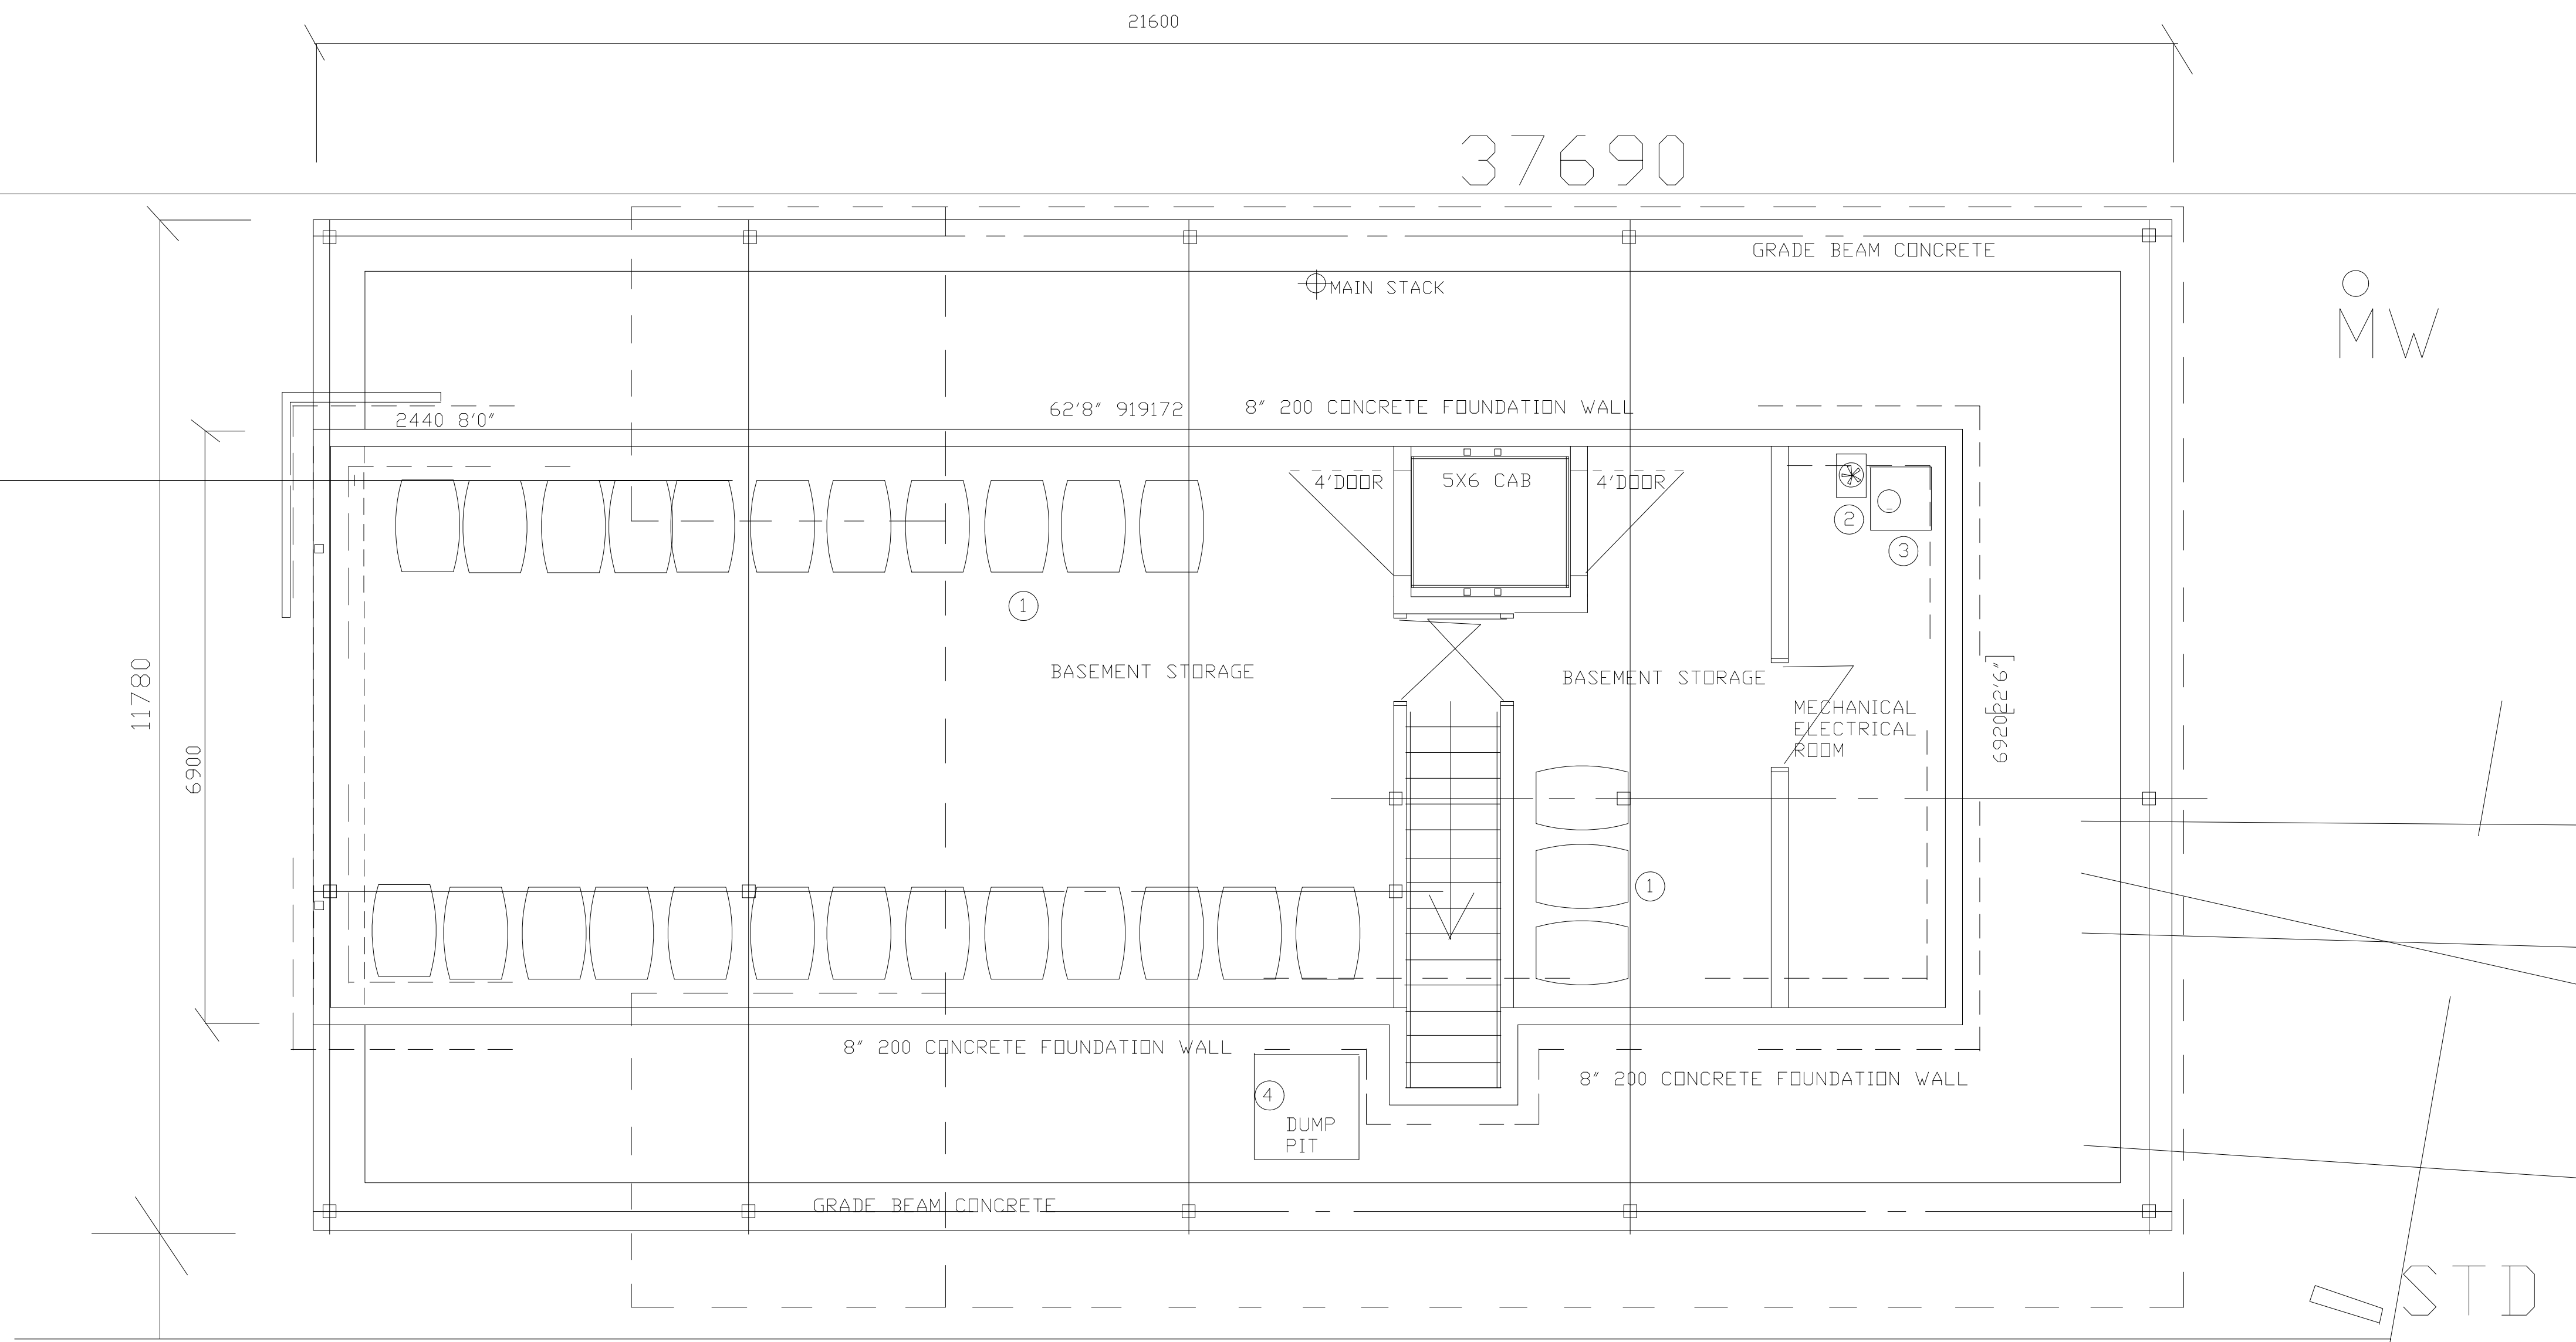 21600
37690
GRADE BEAM CONCRETE
MAIN STACK
MW
2440 8'0"
62'8" 919172
8" 200 CONCRETE FOUNDATION WALL
4'DOOR
5X6 CAB
4'DOOR
2
3
1
11780
6900
BASEMENT STORAGE
BASEMENT STORAGE
6920[22'6"]
MECHANICAL
ELECTRICAL
ROOM
1
8" 200 CONCRETE FOUNDATION WALL
8" 200 CONCRETE FOUNDATION WALL
4
DUMP
PIT
GRADE BEAM CONCRETE
STD